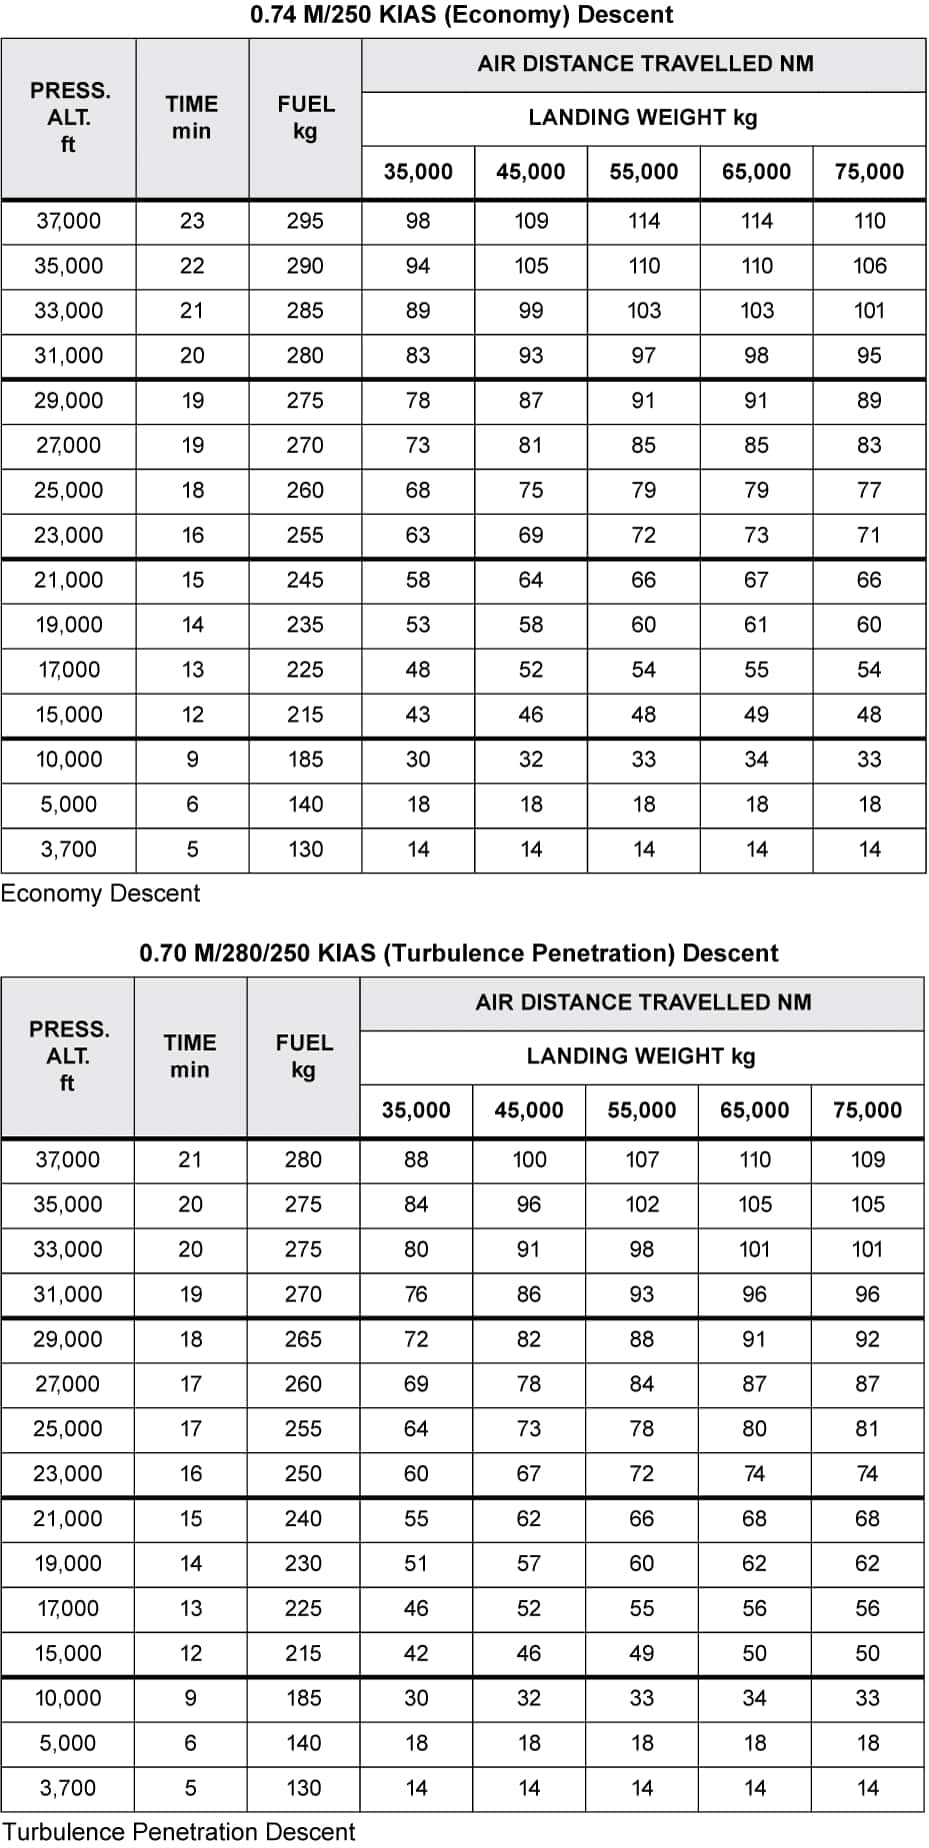 0.74 M/250 KIAS (Economy) Descent
PRESS. ALT. ft TIME min FUEL kg AIR DISTANCE TRAVELLED NM
LANDING WEIGHT kg
35,000 45,000 55,000 65,000 75,000
37,000 23 295 98 109 114 114 110
35,000 22 290 94 105 110 110 106
33,000 21 285 89 99 103 103 101
31,000 20 280 83 93 97 98 95
29,000 19 275 78 87 91 91 89
27,000 19 270 73 81 85 85 83
25,000 18 260 68 75 79 79 77
23,000 16 255 63 69 72 73 71
21,000 15 245 58 64 66 67 66
19,000 14 235 53 58 60 61 60
17,000 13 225 48 52 54 55 54
15,000 12 215 43 46 48 49 48
10,000 9 185 30 32 33 34 33
5,000 6 140 18 18 18 18 18
3,700 5 130 14 14 14 14 14
Economy Descent
0.70 M/280/250 KIAS (Turbulence Penetration) Descent
PRESS. ALT. ft TIME min FUEL kg AIR DISTANCE TRAVELLED NM
LANDING WEIGHT kg
35,000 45,000 55,000 65,000 75,000
37,000 21 280 88 100 107 110 109
35,000 20 275 84 96 102 105 105
33,000 20 275 80 91 98 101 101
31,000 19 270 76 86 93 96 96
29,000 18 265 72 82 88 91 92
27,000 17 260 69 78 84 87 87
25,000 17 255 64 73 78 80 81
23,000 16 250 60 67 72 74 74
21,000 15 240 55 62 66 68 68
19,000 14 230 51 57 60 62 62
17,000 13 225 46 52 55 56 56
15,000 12 215 42 46 49 50 50
10,000 9 185 30 32 33 34 33
5,000 6 140 18 18 18 18 18
3,700 5 130 14 14 14 14 14
Turbulence Penetration Descent